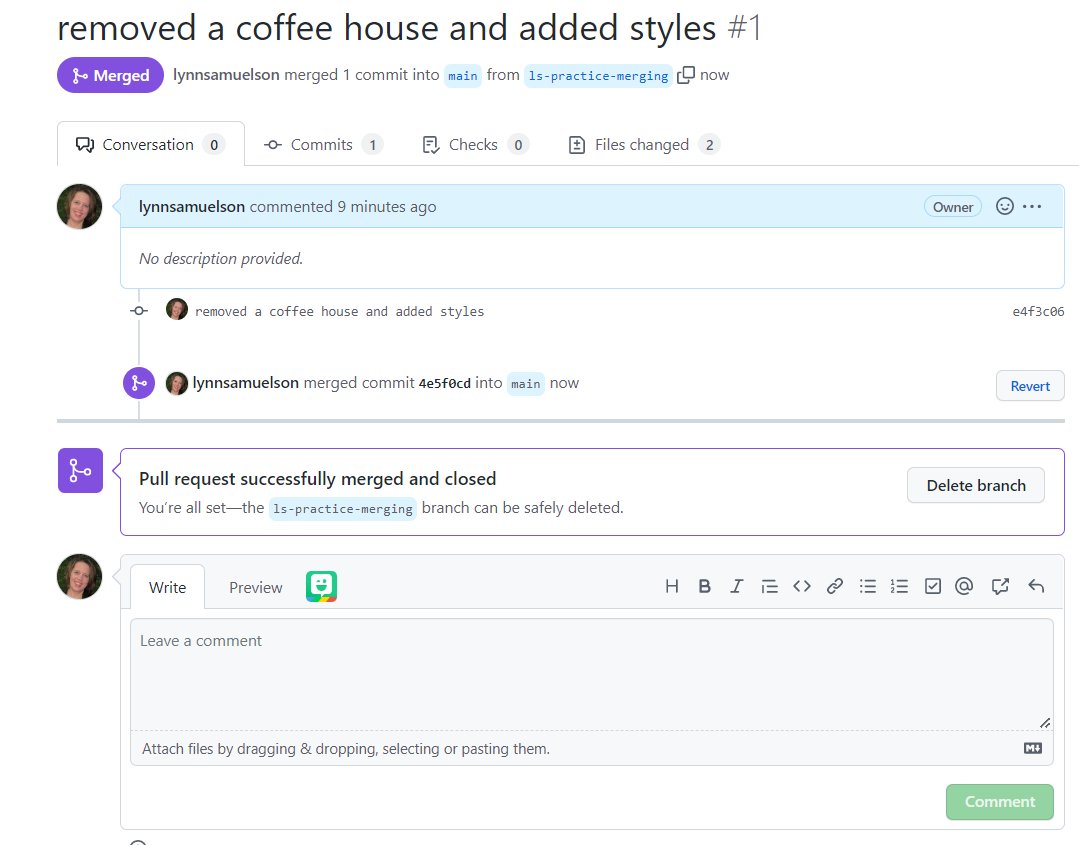 removed a coffee house and added styles #1
Merged lynnsamuelson merged 1 commit into main from ls-practice-merging now
Conversation 0 Commits 1 Checks 0 Files changed 2
lynnsamuelson commented 9 minutes ago Owner
No description provided.
removed a coffee house and added styles e4f3c06
lynnsamuelson merged commit 4e5f0cd into main now Revert
Pull request successfully merged and closed
You’re all set—the ls-practice-merging branch can be safely deleted.
Delete branch
Write Preview
Leave a comment
Attach files by dragging & dropping, selecting or pasting them.
Comment